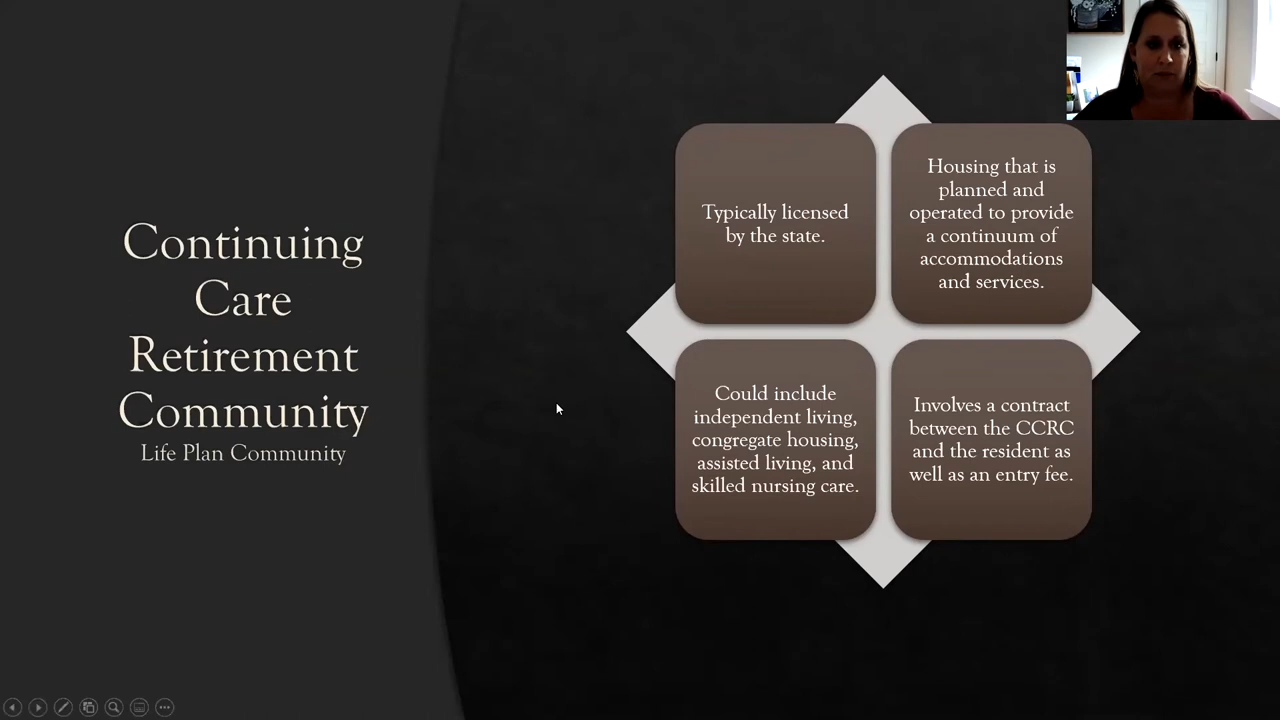 Continuing
Care
Retirement
Community
Life Plan Community
Typically licensed
by the state.
Housing that is
planned and
operated to provide
a continuum of
accommodations
and services.
Could include
independent living,
congregate housing,
assisted living, and
skilled nursing care.
Involves a contract
between the CCRC
and the resident as
well as an entry fee.